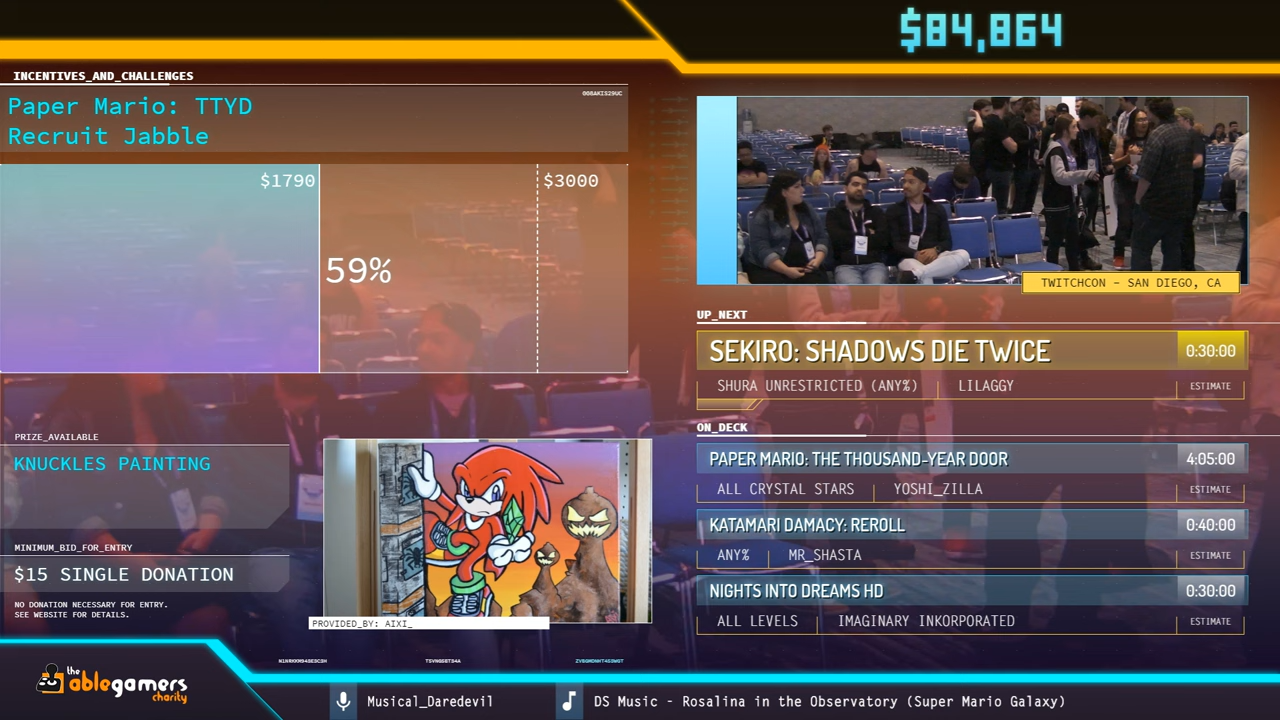 $84,864
INCENTIVES_AND_CHALLENGES
Paper Mario: TTYD
Recruit Jabble
$1790
$3000
59%
PRIZE_AVAILABLE
KNUCKLES PAINTING
MINIMUM_BID_FOR_ENTRY
$15 SINGLE DONATION
NO DONATION NECESSARY FOR ENTRY.
SEE WEBSITE FOR DETAILS.
PROVIDED_BY: AIXI_
TWITCHCON - SAN DIEGO, CA
UP_NEXT
SEKIRO: SHADOWS DIE TWICE 0:30:00
SHURA UNRESTRICTED (ANY%) LILAGGY ESTIMATE
ON_DECK
PAPER MARIO: THE THOUSAND-YEAR DOOR 4:05:00
ALL CRYSTAL STARS YOSHI_ZILLA ESTIMATE
KATAMARI DAMACY: REROLL 0:40:00
ANY% MR_SHASTA ESTIMATE
NIGHTS INTO DREAMS HD 0:30:00
ALL LEVELS IMAGINARY INKORPORATED ESTIMATE
the
ablegamers
charity
Musical_Daredevil
DS Music - Rosalina in the Observatory (Super Mario Galaxy)